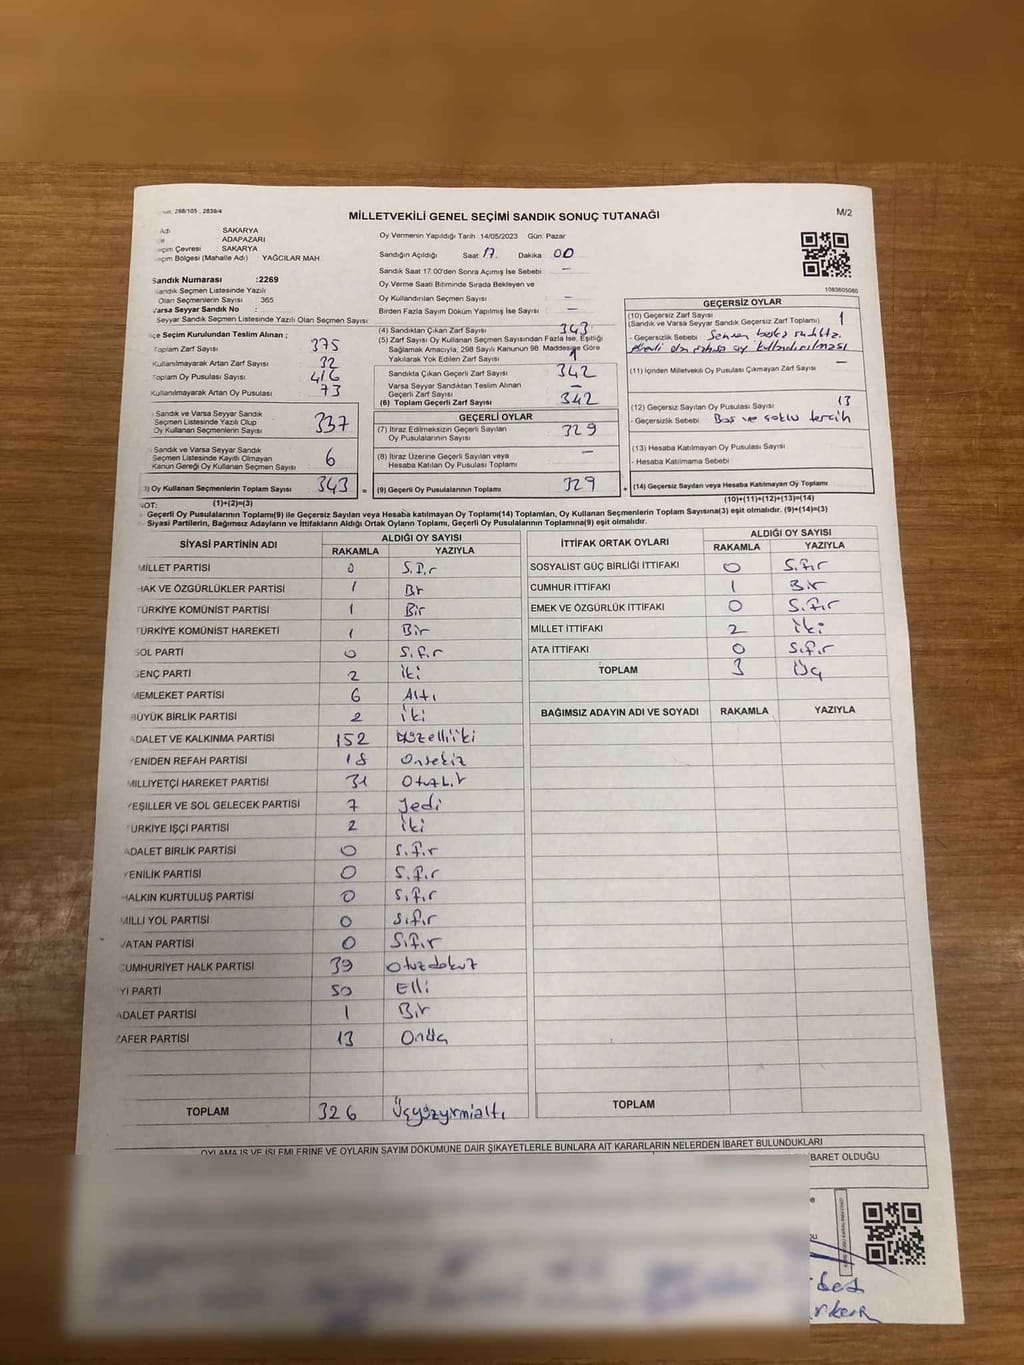 298/105 2839/4
MİLLETVEKİLİ GENEL SEÇİMİ SANDIK SONUÇ TUTANAĞI
M/2
Adı SAKARYA
ADAPAZARI
çim Çevresi SAKARYA
çim Bölgesi (Mahalle Adı) YAĞCILAR MAH
Sandık Numarası :2269
Sandık Seçmen Listesinde Yazılı
Olan Seçmenlerin Sayısı 365
Varsa Seyyar Sandık No :
Seyyar Sandık Seçmen Listesinde Yazılı Olan Seçmen Sayısı
çe Seçim Kurulundan Teslim Alınan ;
Toplam Zarf Sayısı 375
Kullanılmayarak Artan Zarf Sayısı 32
Toplam Oy Pusulası Sayısı 416
Kullanılmayarak Artan Oy Pusulası 73
Sandık ve Varsa Seyyar Sandık
Seçmen Listesinde Yazılı Olup
Oy Kullanan Seçmenlerin Sayısı 337
Sandık ve Varsa Seyyar Sandık
Seçmen Listesinde Kayıtlı Olmayan
Kanun Gereği Oy Kullanan Seçmen Sayısı 6
3) Oy Kullanan Seçmenlerin Toplam Sayısı 343
(1)+(2)=(3)
Oy Vermenin Yapıldığı Tarih 14/05/2023 Gün: Pazar
Sandığın Açıldığı Saat 17. Dakika 00
Sandık Saat 17:00'den Sonra Açılmış İse Sebebi –
Oy Verme Saati Bitiminde Sırada Bekleyen ve
Oy Kullandırılan Seçmen Sayısı –
Birden Fazla Sayım Döküm Yapılmış İse Sayısı –
(4) Sandıktan Çıkan Zarf Sayısı 343
(5) Zarf Sayısı Oy Kullanan Seçmen Sayısından Fazla İse, Eşitliği
Sağlamak Amacıyla, 298 Sayılı Kanunun 98. Maddesine Göre
Yakılarak Yok Edilen Zarf Sayısı 1
Sandıkta Çıkan Geçerli Zarf Sayısı 342
Varsa Seyyar Sandıktan Teslim Alınan
Geçerli Zarf Sayısı –
(6) Toplam Geçerli Zarf Sayısı 342
GEÇERLİ OYLAR
(7) İtiraz Edilmeksizin Geçerli Sayılan
Oy Pusulalarının Sayısı 329
(8) İtiraz Üzerine Geçerli Sayılan veya
Hesaba Katılan Oy Pusulası Toplamı –
= (9) Geçerli Oy Pusulalarının Toplamı 329
1083605080
GEÇERSİZ OYLAR
(10) Geçersiz Zarf Sayısı
(Sandık ve Varsa Seyyar Sandık Geçersiz Zarf Toplamı) 1
- Geçersizlik Sebebi
oy kullandırılması
(11) İçinden Milletvekili Oy Pusulası Çıkmayan Zarf Sayısı –
(12) Geçersiz Sayılan Oy Pusulası Sayısı 13
- Geçersizlik Sebebi Boş ve çoklu tercih
(13) Hesaba Katılmayan Oy Pusulası Sayısı
- Hesaba Katılmama Sebebi
+ (14) Geçersiz Sayılan veya Hesaba Katılmayan Oy Toplamı
(10)+(11)+(12)+(13)=(14)
NOT:
Geçerli Oy Pusulalarının Toplamı(9) ile Geçersiz Sayılan veya Hesaba katılmayan Oy Toplamı(14) Toplamları, Oy Kullanan Seçmenlerin Toplam Sayısına(3) eşit olmalıdır. (9)+(14)=(3)
Siyasi Partilerin, Bağımsız Adayların ve İttifakların Aldığı Ortak Oyların Toplamı, Geçerli Oy Pusulalarının Toplamına(9) eşit olmalıdır.
SİYASİ PARTİNİN ADI ALDIĞI OY SAYISI
RAKAMLA YAZIYLA
MİLLET PARTİSİ 0 Sıfır
HAK VE ÖZGÜRLÜKLER PARTİSİ 1 Bir
TÜRKİYE KOMÜNİST PARTİSİ 1 Bir
TÜRKİYE KOMÜNİST HAREKETİ 1 Bir
SOL PARTİ 0 Sıfır
GENÇ PARTİ 2 İki
MEMLEKET PARTİSİ 6 Altı
BÜYÜK BİRLİK PARTİSİ 2 İki
ADALET VE KALKINMA PARTİSİ 152 Yüzelliiki
YENİDEN REFAH PARTİSİ 18 Onsekiz
MİLLİYETÇİ HAREKET PARTİSİ 31 Otuzbir
YEŞİLLER VE SOL GELECEK PARTİSİ 7 Yedi
TÜRKİYE İŞÇİ PARTİSİ 2 İki
ADALET BİRLİK PARTİSİ 0 Sıfır
YENİLİK PARTİSİ 0 Sıfır
HALKIN KURTULUŞ PARTİSİ 0 Sıfır
MİLLİ YOL PARTİSİ 0 Sıfır
VATAN PARTİSİ 0 Sıfır
CUMHURİYET HALK PARTİSİ 39 Otuzdokuz
İYİ PARTİ 50 Elli
ADALET PARTİSİ 1 Bir
ZAFER PARTİSİ 13 Onüç
TOPLAM 326 Üçyüzyirmialtı
İTTİFAK ORTAK OYLARI ALDIĞI OY SAYISI
RAKAMLA YAZIYLA
SOSYALİST GÜÇ BİRLİĞİ İTTİFAKI 0 Sıfır
CUMHUR İTTİFAKI 1 Bir
EMEK VE ÖZGÜRLÜK İTTİFAKI 0 Sıfır
MİLLET İTTİFAKI 2 İki
ATA İTTİFAKI 0 Sıfır
TOPLAM 3 Üç
BAĞIMSIZ ADAYIN ADI VE SOYADI RAKAMLA YAZIYLA
TOPLAM
OYLAMA İŞ VE İŞLEMLERİNE VE OYLARIN SAYIM DÖKÜMÜNE DAİR ŞİKAYETLERLE BUNLARA AİT KARARLARIN NELERDEN İBARET BULUNDUKLARI
BARET OLDUĞU